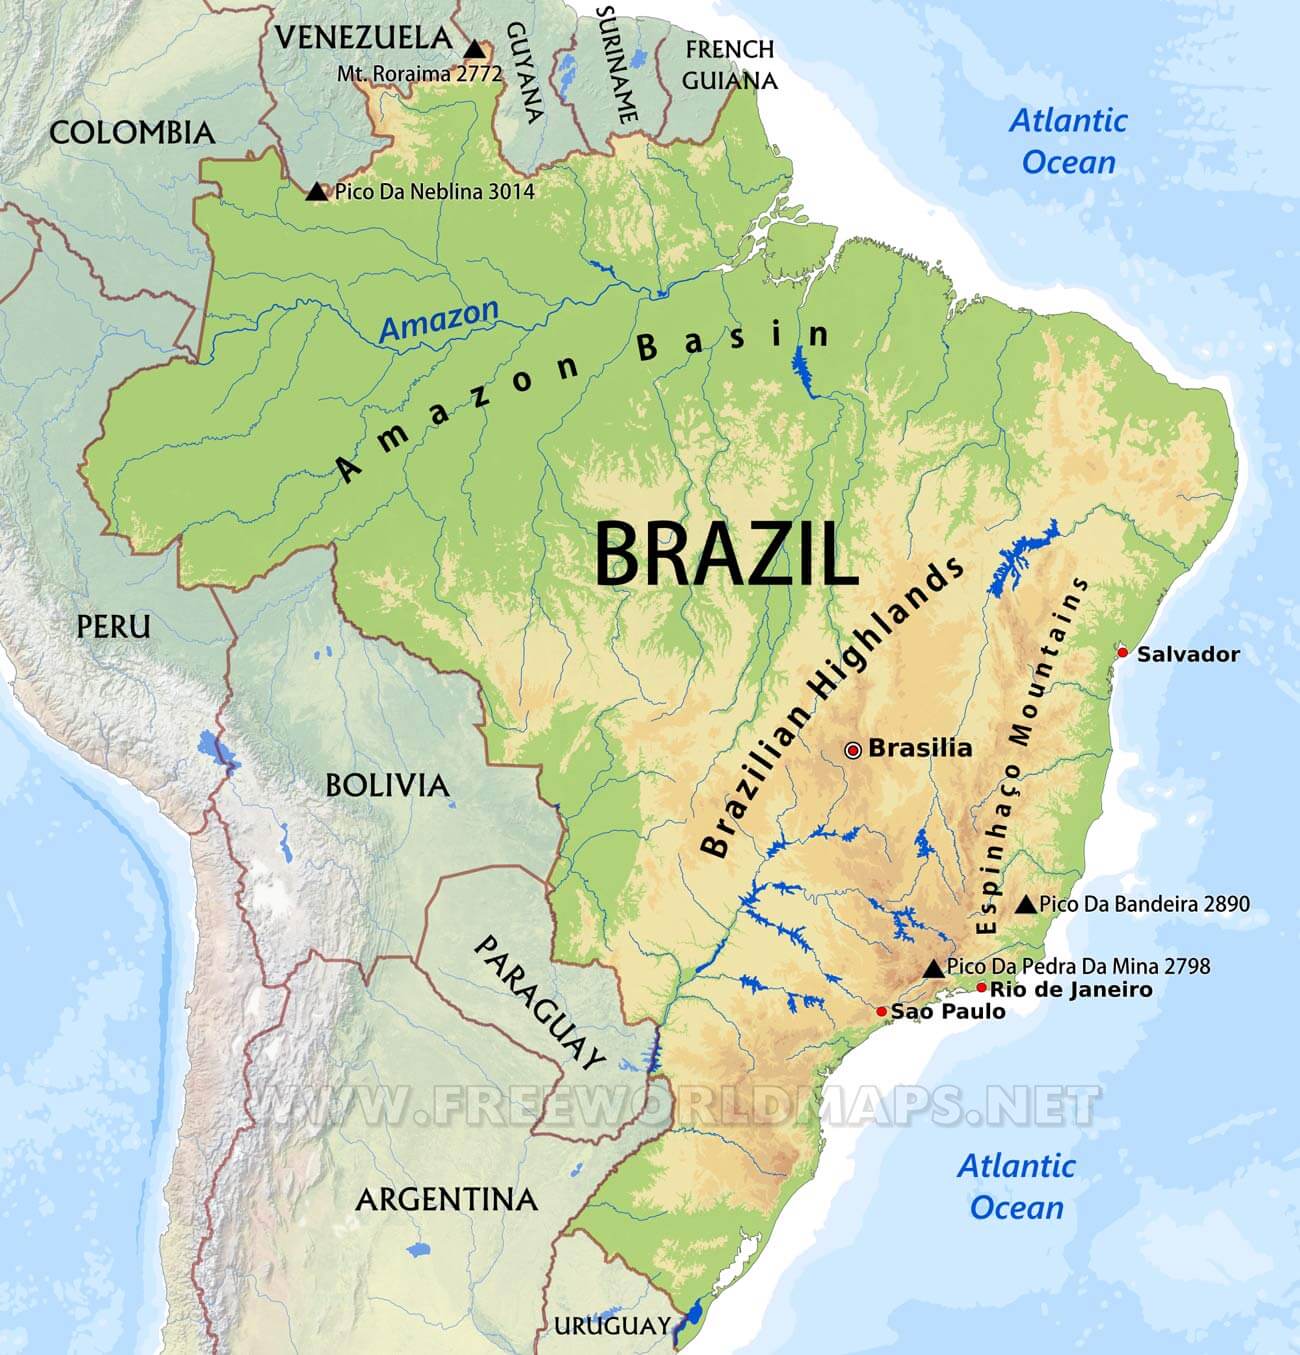 VENEZUELA
Mt. Roraima 2772
GUYANA
SURINAME
FRENCH
GUIANA
COLOMBIA
Atlantic
Ocean
Pico Da Neblina 3014
Amazon
Amazon Basin
BRAZIL
Brazilian Highlands
Espinhaço Mountains
PERU
Salvador
Brasilia
BOLIVIA
Pico Da Bandeira 2890
Pico Da Pedra Da Mina 2798
Rio de Janeiro
Sao Paulo
PARAGUAY
WWW.FREEWORLDMAPS.NET
Atlantic
Ocean
ARGENTINA
URUGUAY